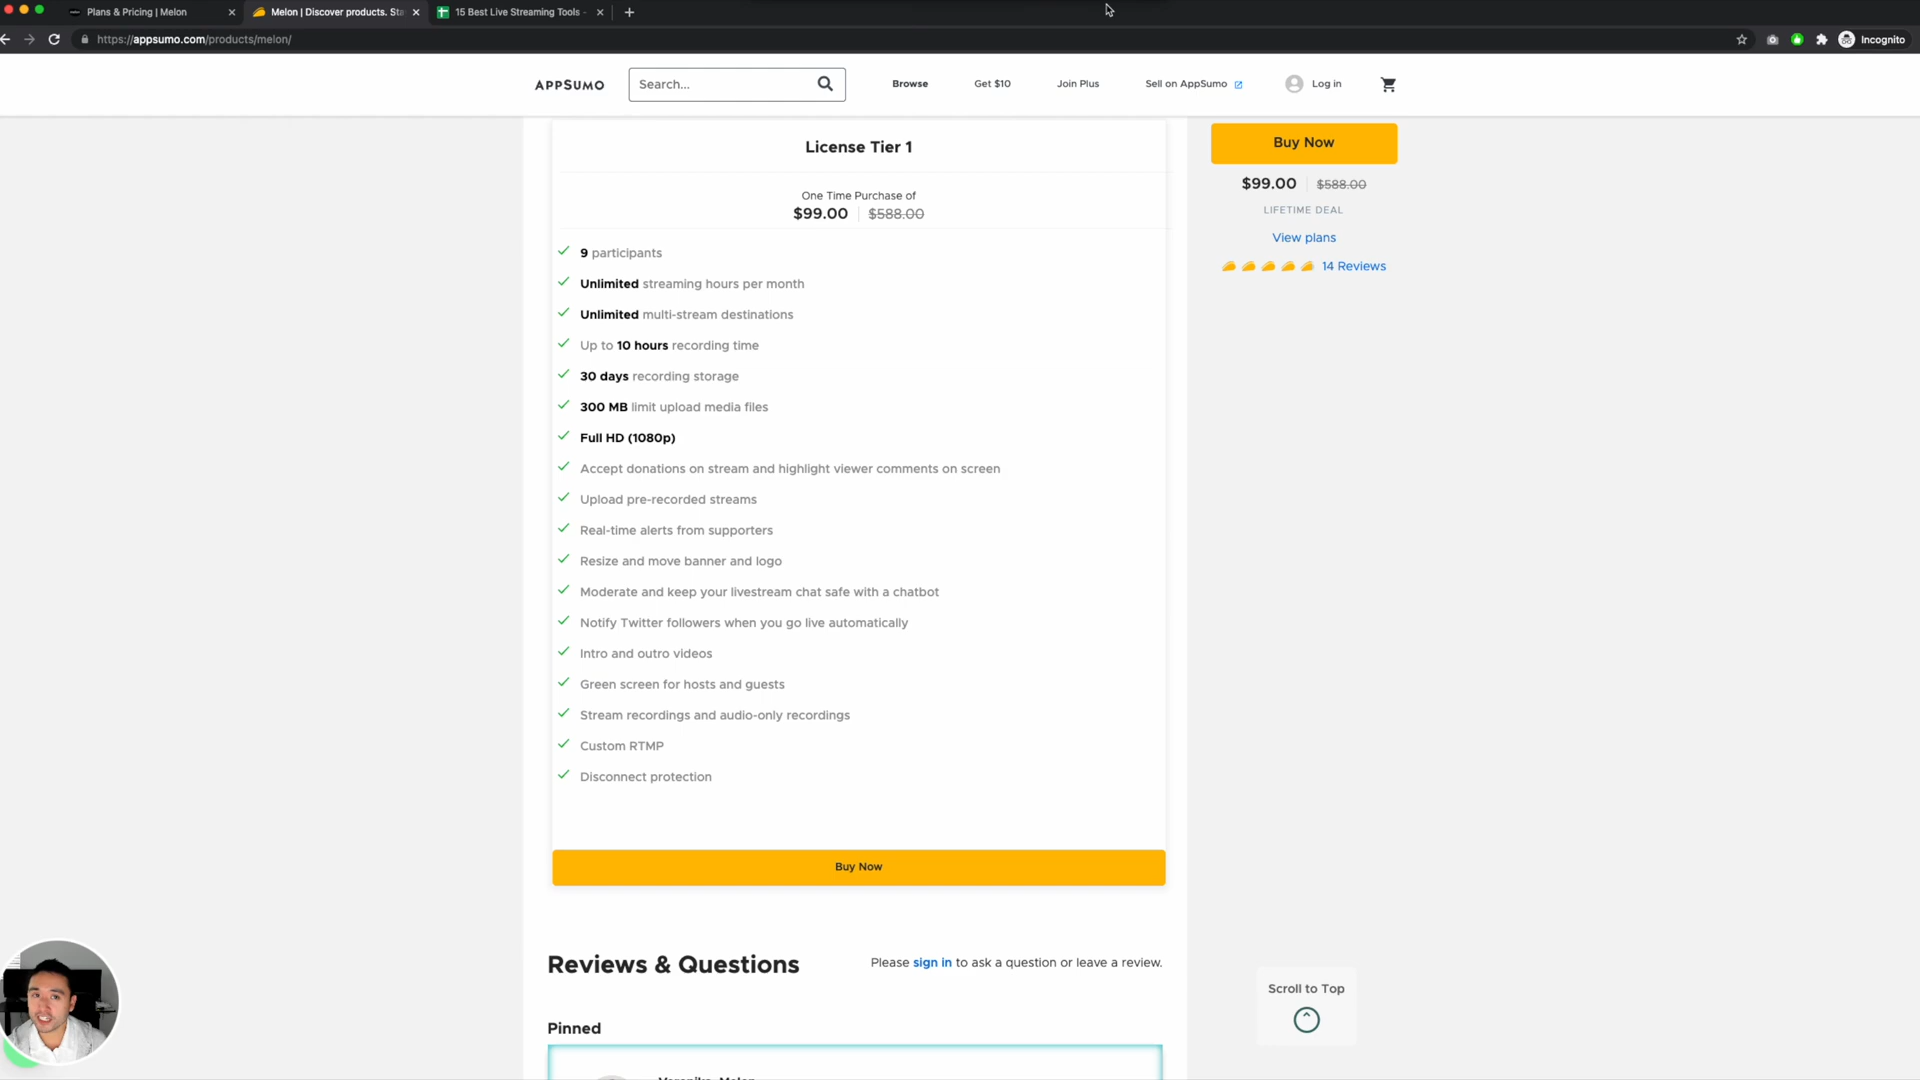 Plans & Pricing | Melon
Melon | Discover products. Sta
15 Best Live Streaming Tools -
https://appsumo.com/products/melon/
Incognito
APPSUMO
Search...
Browse
Get $10
Join Plus
Sell on AppSumo
Log in
License Tier 1
One Time Purchase of
$99.00 | $588.00
9 participants
Unlimited streaming hours per month
Unlimited multi-stream destinations
Up to 10 hours recording time
30 days recording storage
300 MB limit upload media files
Full HD (1080p)
Accept donations on stream and highlight viewer comments on screen
Upload pre-recorded streams
Real-time alerts from supporters
Resize and move banner and logo
Moderate and keep your livestream chat safe with a chatbot
Notify Twitter followers when you go live automatically
Intro and outro videos
Green screen for hosts and guests
Stream recordings and audio-only recordings
Custom RTMP
Disconnect protection
Buy Now
Buy Now
$99.00 | $588.00
LIFETIME DEAL
View plans
14 Reviews
Reviews & Questions
Please sign in to ask a question or leave a review.
Pinned
Scroll to Top